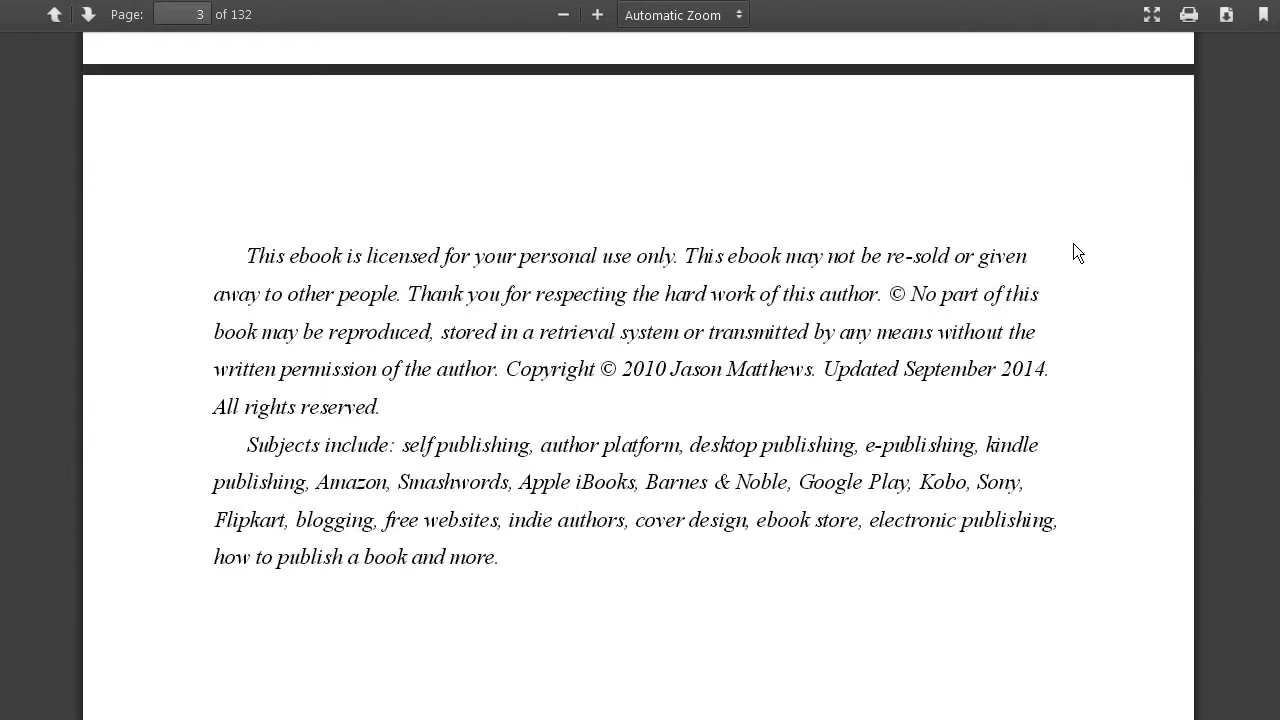 Page: 3 of 132 Automatic Zoom
This ebook is licensed for your personal use only. This ebook may not be re-sold or given
away to other people. Thank you for respecting the hard work of this author. © No part of this
book may be reproduced, stored in a retrieval system or transmitted by any means without the
written permission of the author. Copyright © 2010 Jason Matthews. Updated September 2014.
All rights reserved.
Subjects include: self publishing, author platform, desktop publishing, e-publishing, kindle
publishing, Amazon, Smashwords, Apple iBooks, Barnes & Noble, Google Play, Kobo, Sony,
Flipkart, blogging, free websites, indie authors, cover design, ebook store, electronic publishing,
how to publish a book and more.